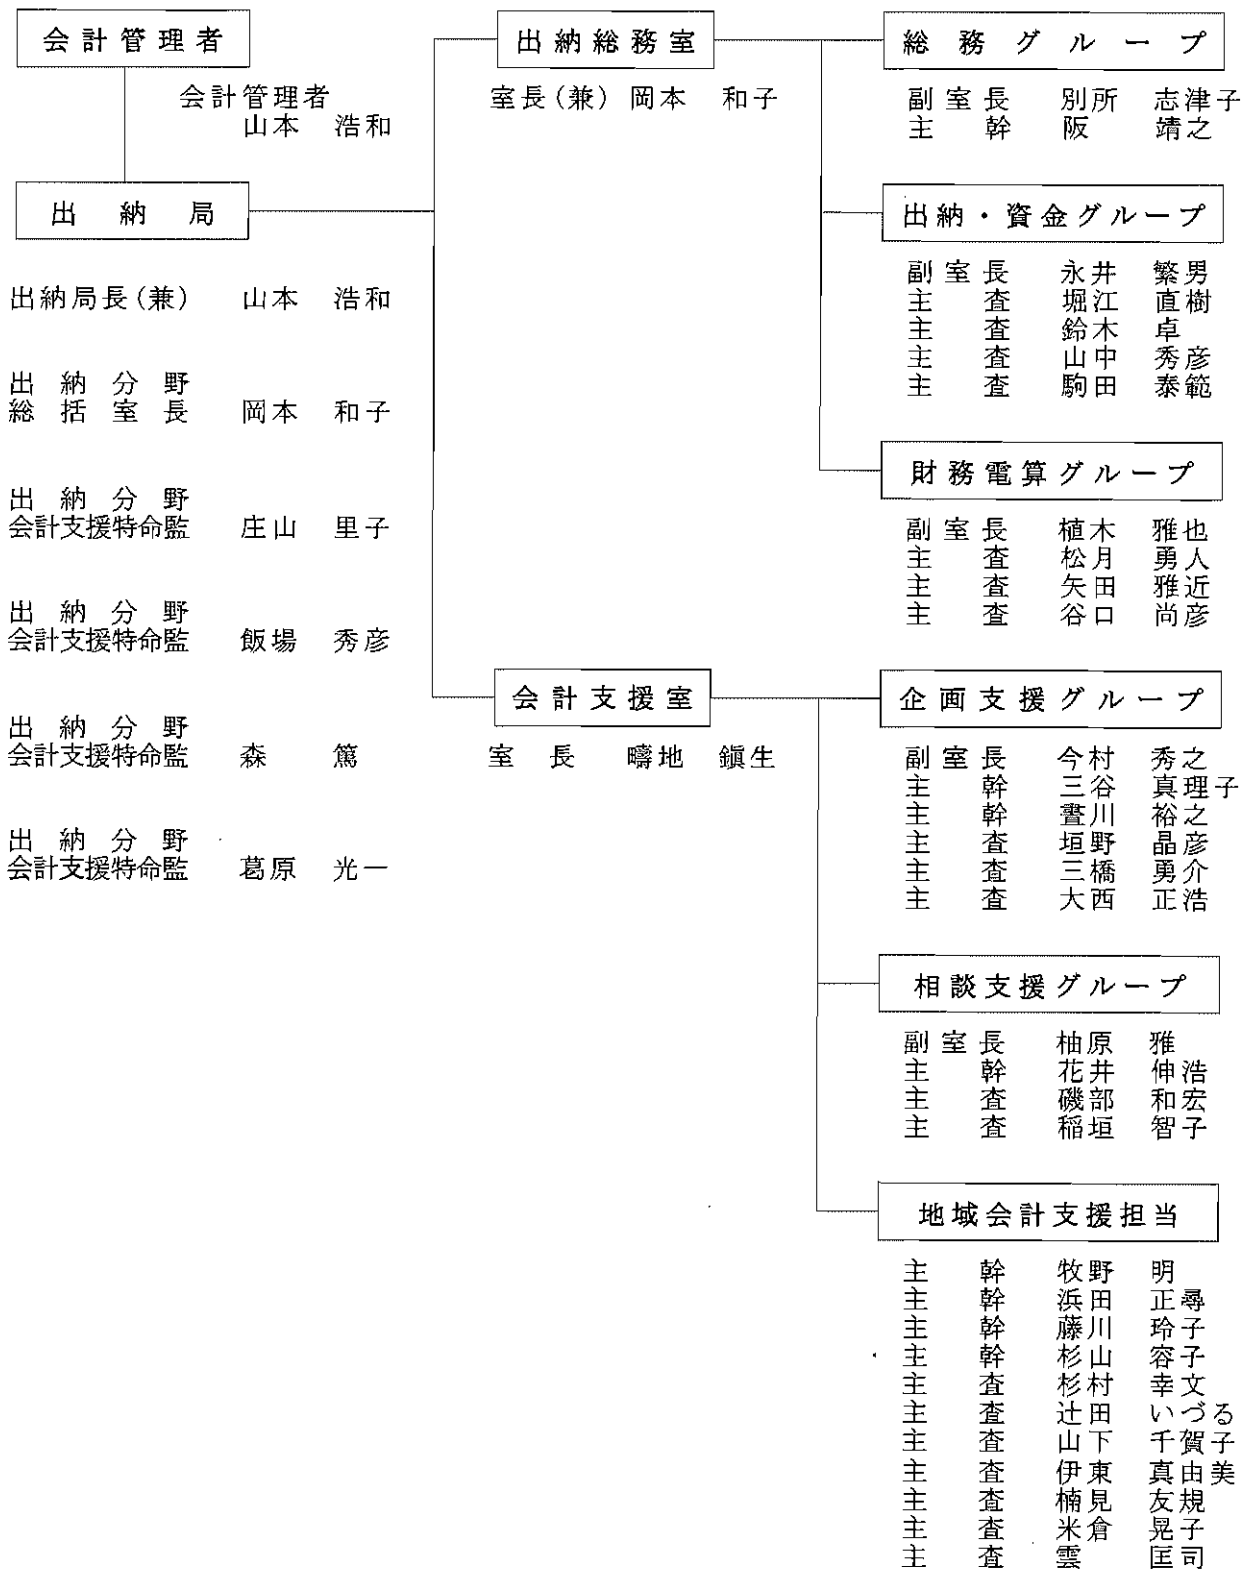 会計管理者
会計管理者
山本 浩和
出納局
出納局長(兼) 山本 浩和
出納分野
総括室長 岡本 和子
出納分野
会計支援特命監 庄山 里子
出納分野
会計支援特命監 飯場 秀彦
出納分野
会計支援特命監 森 篤
出納分野
会計支援特命監 葛原 光一
出納総務室
室長(兼) 岡本 和子
会計支援室
室長 疇地 鎭生
総務グループ
副室長 別所 志津子
主幹 阪 靖之
出納・資金グループ
副室長 永井 繁男
主査 堀江 直樹
主査 鈴木 卓
主査 山中 秀彦
主査 駒田 泰範
財務電算グループ
副室長 植木 雅也
主査 松月 勇人
主査 矢田 雅近
主査 谷口 尚彦
企画支援グループ
副室長 今村 秀之
主幹 三谷 真理子
主幹 川 裕之
主査 垣野 晶彦
主査 三橋 勇介
主査 大西 正浩
相談支援グループ
副室長 柚原 雅
主幹 花井 伸浩
主査 磯部 和宏
主査 稲垣 智子
地域会計支援担当
主幹 牧野 明
主幹 浜田 正尋
主幹 藤川 玲子
主幹 杉山 容子
主査 杉村 幸文
主査 辻田 いづる
主査 山下 千賀子
主査 伊東 真由美
主査 楠見 友規
主査 米倉 晃子
主査 雲 匡司